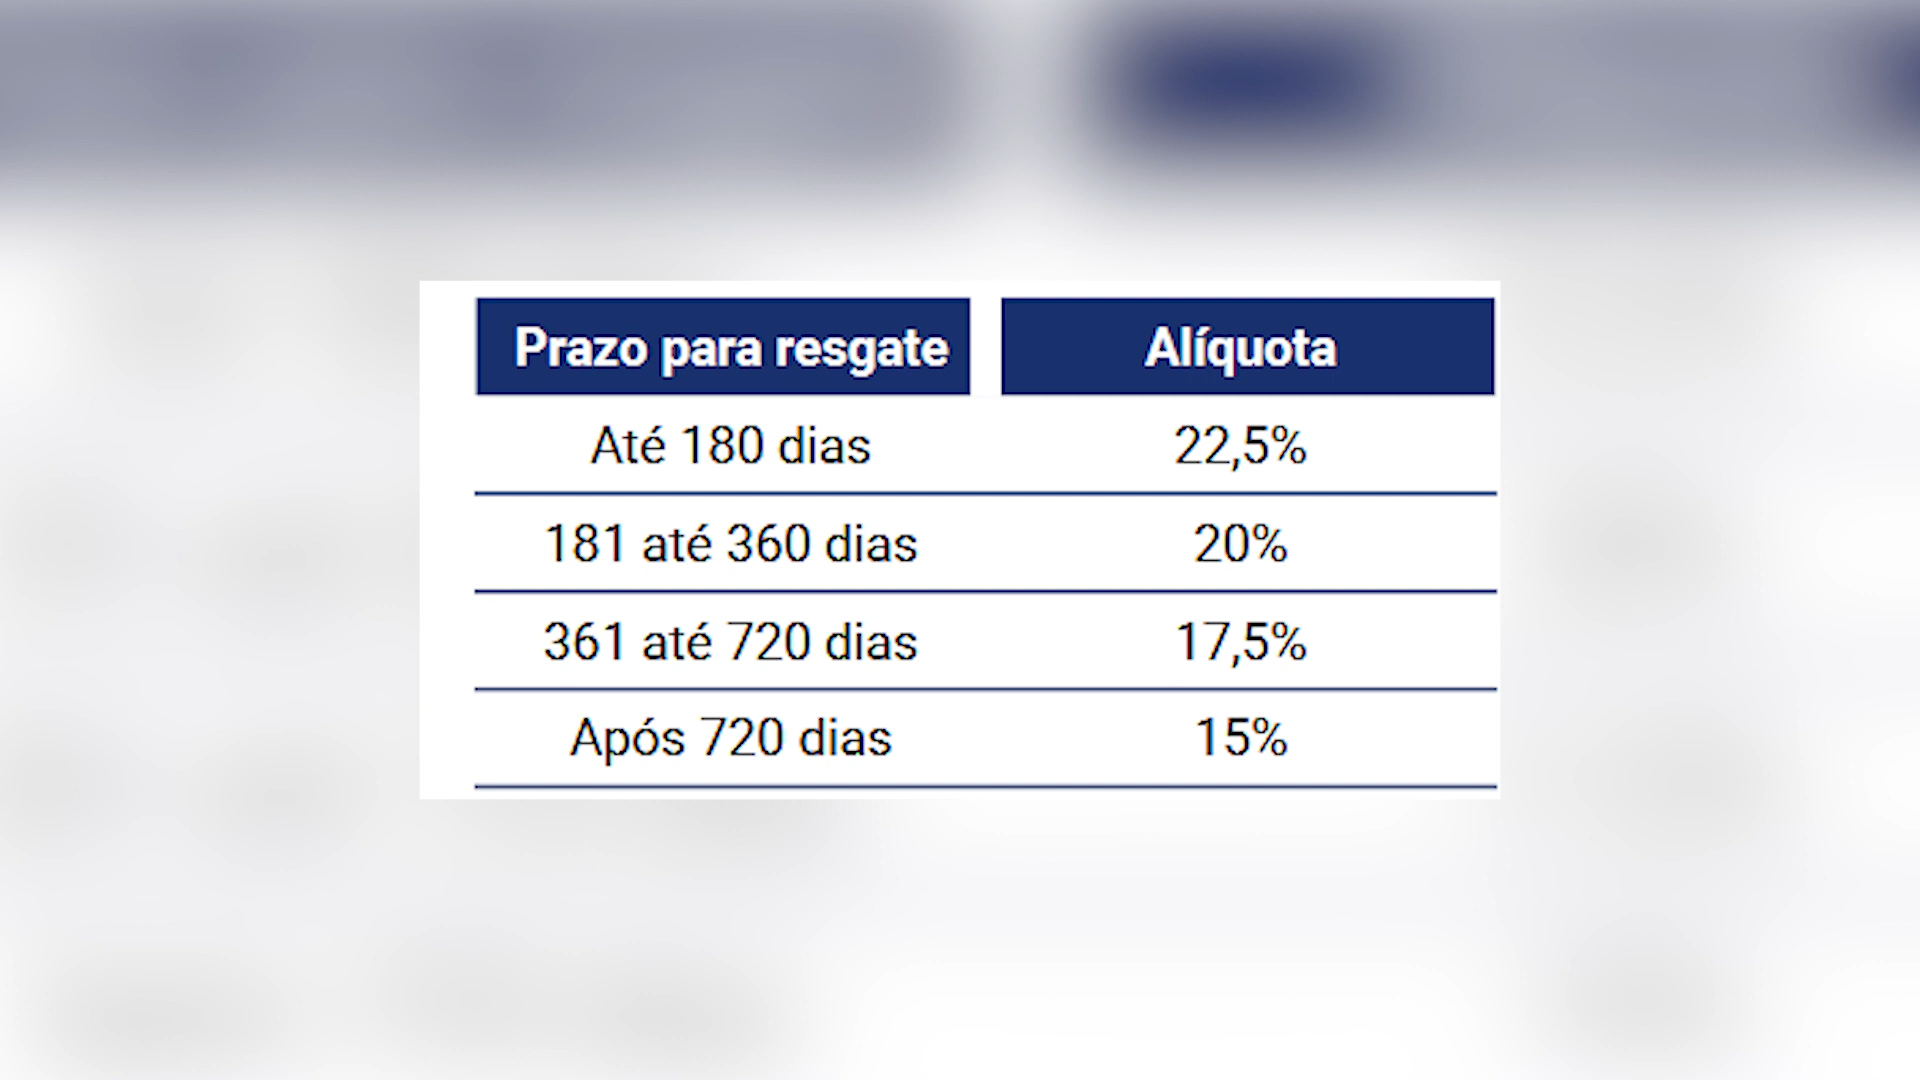 Prazo para resgate Alíquota
Até 180 dias 22,5%
181 até 360 dias 20%
361 até 720 dias 17,5%
Após 720 dias 15%